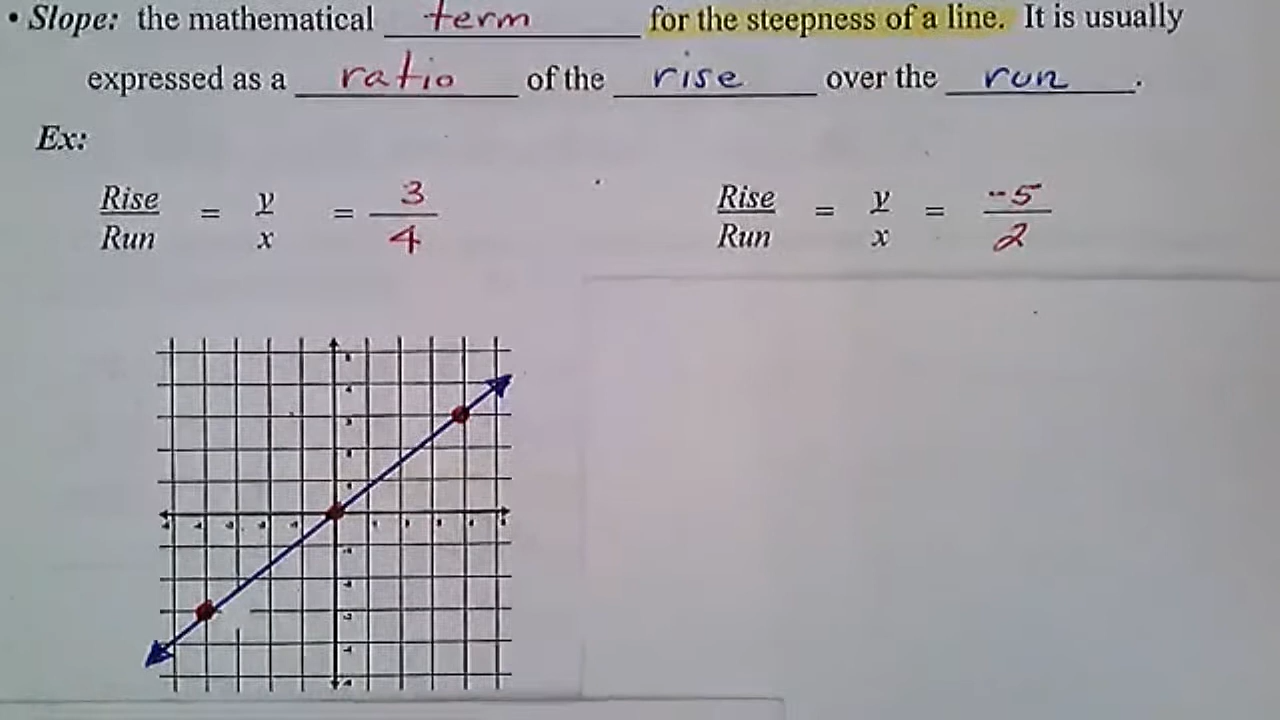 • Slope: the mathematical term for the steepness of a line. It is usually
expressed as a ratio of the rise over the run.
Ex:
Rise y 3
= =
Run x 4
Rise y -5
= =
Run x 2